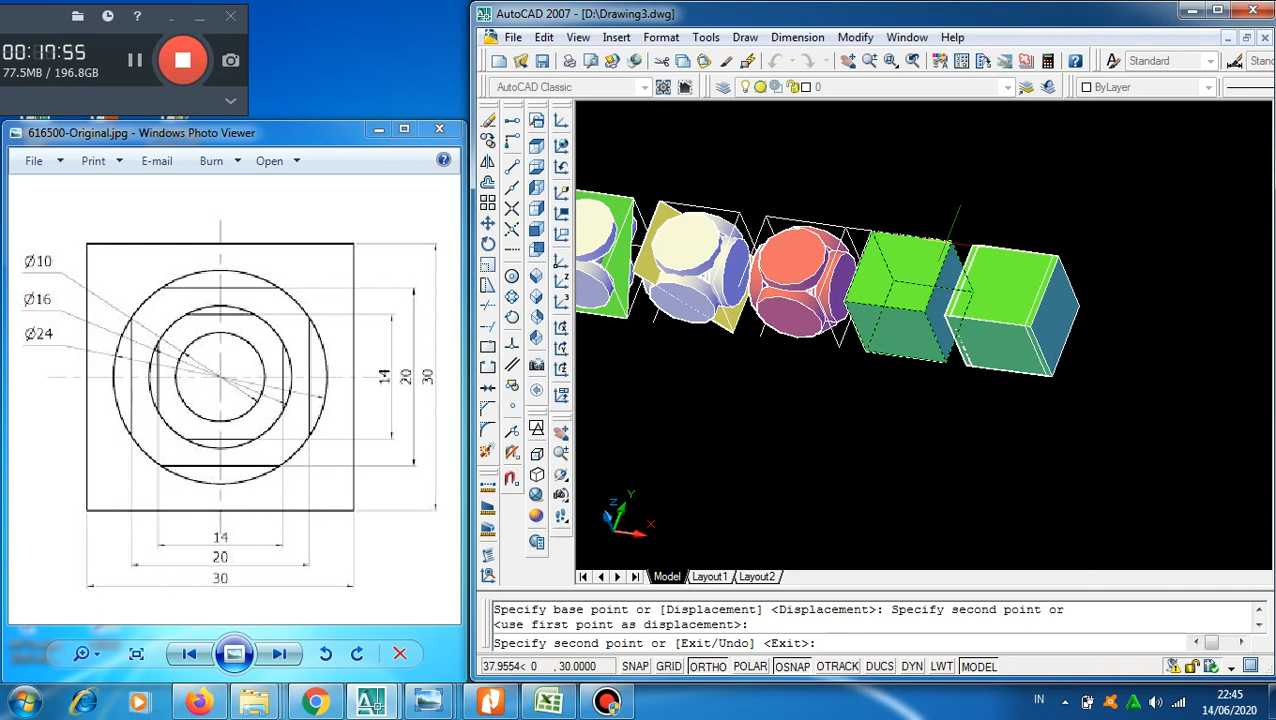 00:17:55
77.5MB / 196.8GB
616500-Original.jpg - Windows Photo Viewer
File Print E-mail Burn Open
Ø10
Ø16
Ø24
14 20 30
14
20
30
AutoCAD 2007 - [D:\Drawing3.dwg]
File Edit View Insert Format Tools Draw Dimension Modify Window Help
Standard
Stanc
AutoCAD Classic
0
ByLayer
Z
Y
X
Model Layout1 Layout2
Specify base point or [Displacement] <Displacement>: Specify second point or
<use first point as displacement>:
Specify second point or [Exit/Undo] <Exit>:
37.9554< 0 , 30.0000 SNAP GRID ORTHO POLAR OSNAP OTRACK DUCS DYN LWT MODEL
IN
22:45
14/06/2020